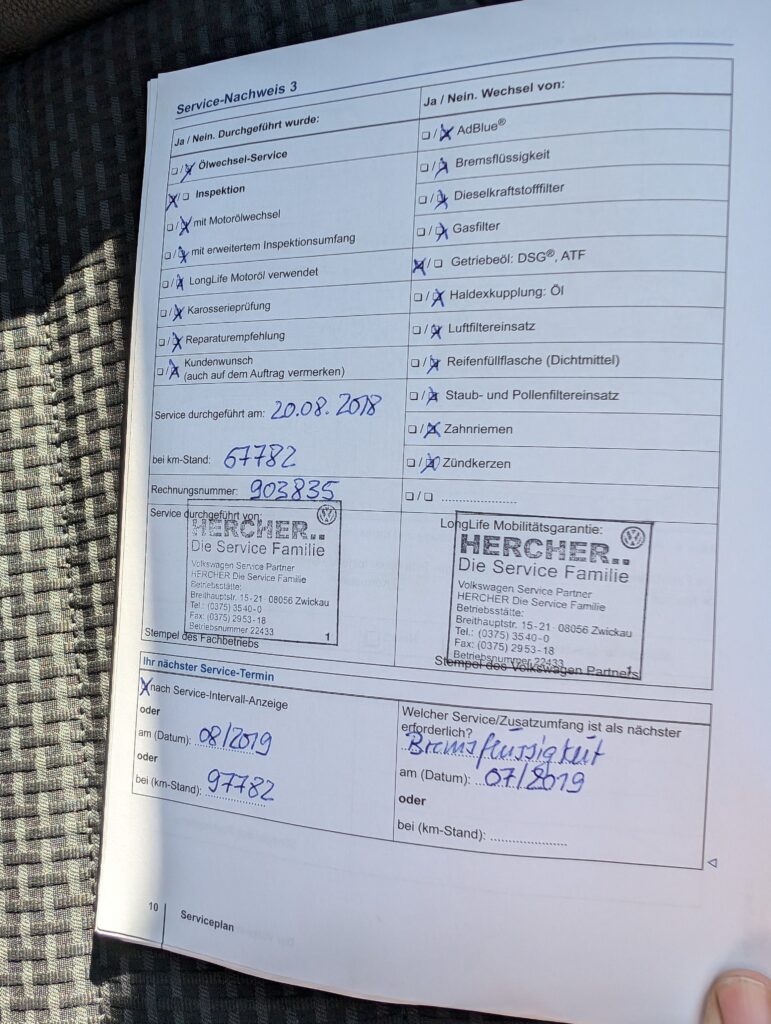 Service-Nachweis 3
Ja / Nein. Durchgeführt wurde:
☐ / ☒ Ölwechsel-Service
☒ / ☐ Inspektion
☐ / ☒ mit Motorölwechsel
☐ / ☒ mit erweitertem Inspektionsumfang
☐ / ☒ LongLife Motoröl verwendet
☐ / ☒ Karosserieprüfung
☐ / ☒ Reparaturempfehlung
☐ / ☒ Kundenwunsch
(auch auf dem Auftrag vermerken)
Service durchgeführt am: 20.08.2018
bei km-Stand: 67782
Rechnungsnummer: 903835
Ja / Nein. Wechsel von:
☐ / ☒ AdBlue®
☐ / ☒ Bremsflüssigkeit
☐ / ☒ Dieselkraftstofffilter
☐ / ☒ Gasfilter
☒ / ☐ Getriebeöl: DSG®, ATF
☐ / ☒ Haldexkupplung: Öl
☐ / ☒ Luftfiltereinsatz
☐ / ☒ Reifenfüllflasche (Dichtmittel)
☐ / ☒ Staub- und Pollenfiltereinsatz
☐ / ☒ Zahnriemen
☐ / ☒ Zündkerzen
☐ / ☐ ....................
Service durchgeführt von:
HERCHER..
Die Service Familie
Volkswagen Service Partner
HERCHER Die Service Familie
Betriebsstätte:
Breithauptstr. 15-21 · 08056 Zwickau
Tel.: (0375) 3540-0
Fax: (0375) 2953-18
Betriebsnummer 22433
1
Stempel des Fachbetriebs
LongLife Mobilitätsgarantie:
HERCHER..
Die Service Familie
Volkswagen Service Partner
HERCHER Die Service Familie
Betriebsstätte:
Breithauptstr. 15-21 · 08056 Zwickau
Tel.: (0375) 3540-0
Fax: (0375) 2953-18
Betriebsnummer 22433
1
Stempel des Volkswagen Partners
Ihr nächster Service-Termin
☒ nach Service-Intervall-Anzeige
oder
am (Datum): 08/2019
oder
bei (km-Stand): 97782
Welcher Service/Zusatzumfang ist als nächster
erforderlich?
Bremsflüssigkeit
am (Datum): 07/2019
oder
bei (km-Stand): ....................
10
Serviceplan